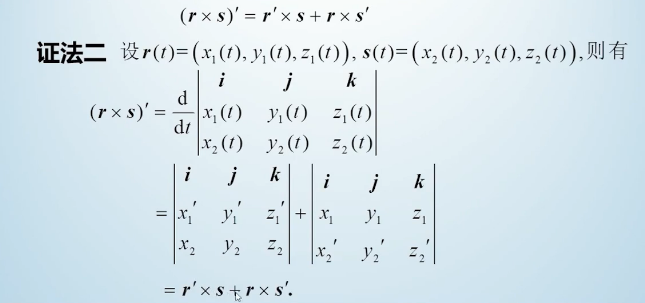 (r × s)′ = r′ × s + r × s′
证法二 设 r(t)=(x₁(t), y₁(t), z₁(t)), s(t)=(x₂(t), y₂(t), z₂(t)),则有
i j k
(r × s)′ = d/dt | x₁(t) y₁(t) z₁(t) |
x₂(t) y₂(t) z₂(t)
i j k i j k
= | x₁′ y₁′ z₁′ | + | x₁ y₁ z₁ |
x₂ y₂ z₂ x₂′ y₂′ z₂′
= r′ × s + r × s′.